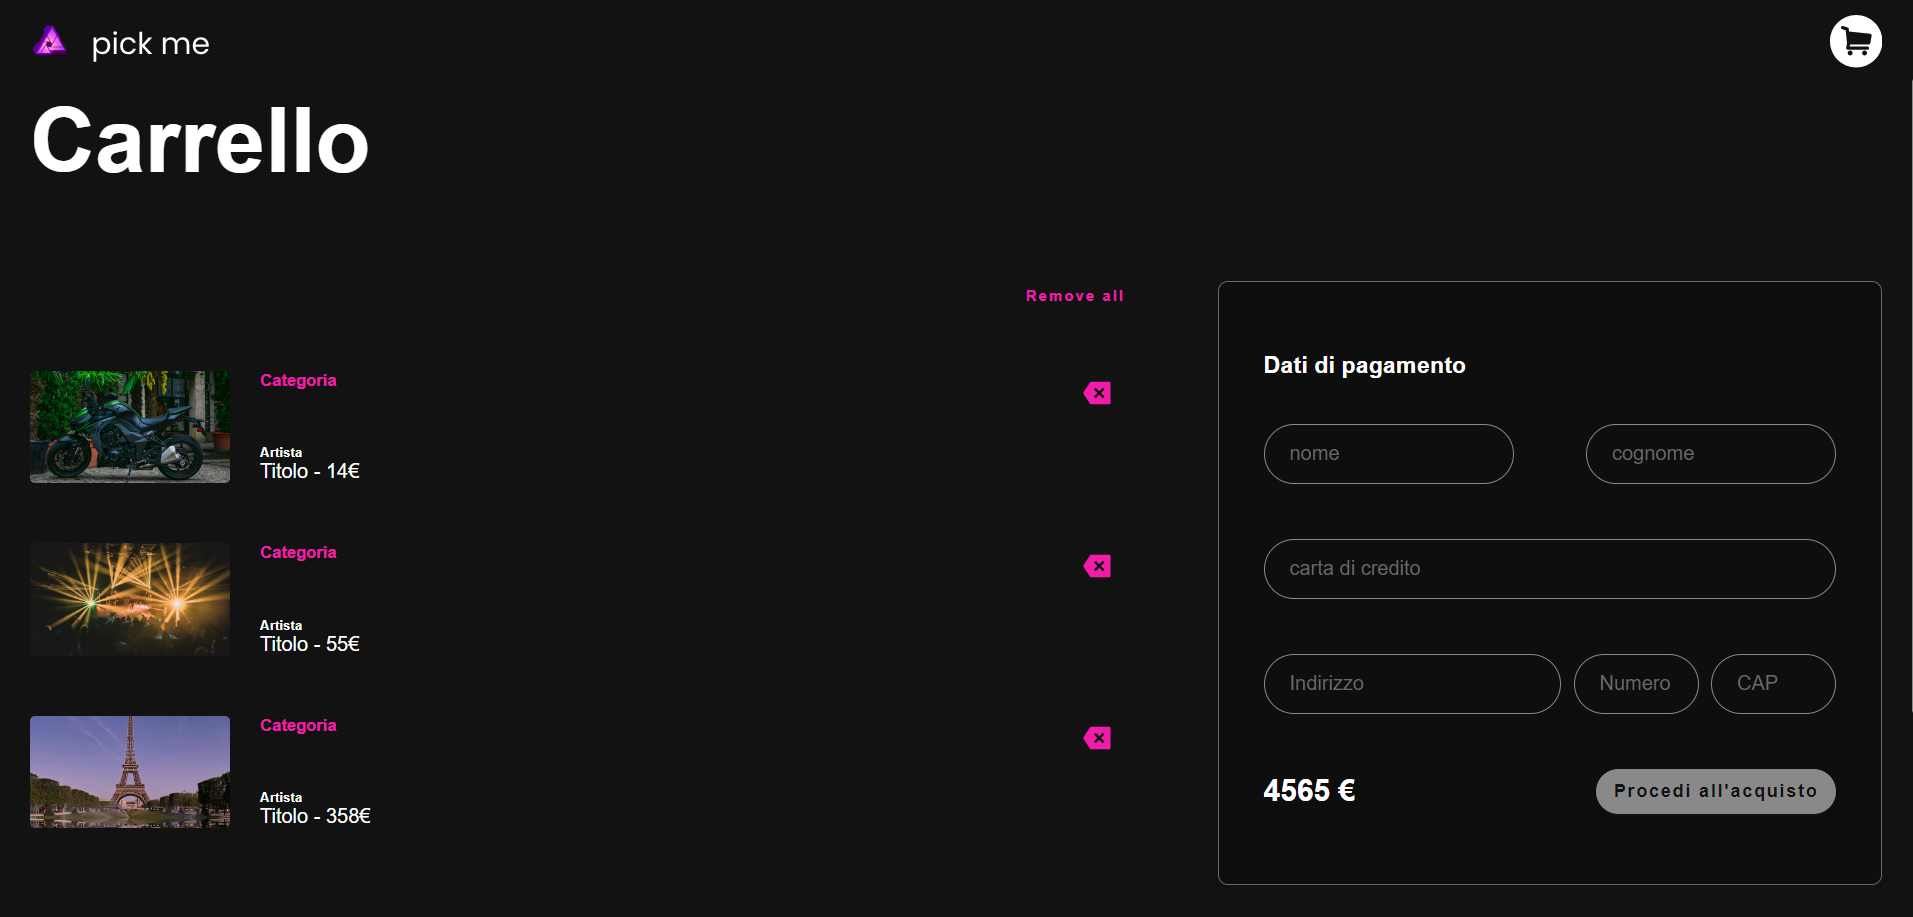 pick me
Carrello
Remove all
Categoria
Artista
Titolo - 14€
Categoria
Artista
Titolo - 55€
Categoria
Artista
Titolo - 358€
Dati di pagamento
nome
cognome
carta di credito
Indirizzo
Numero
CAP
4565 €
Procedi all'acquisto